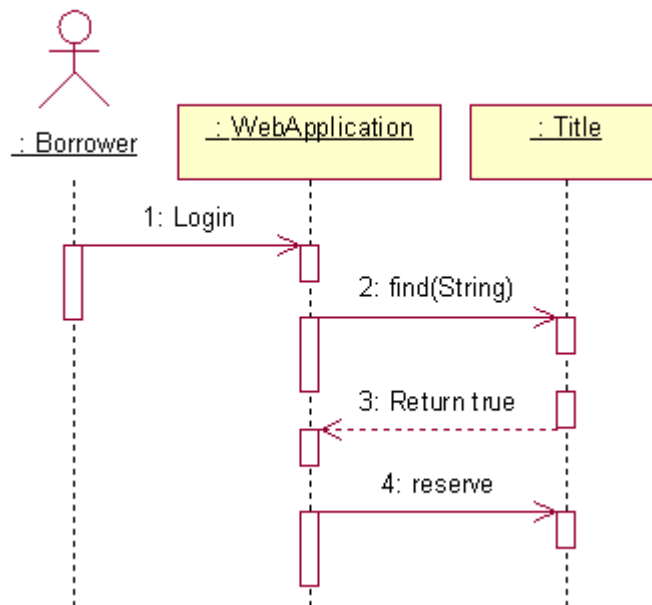 : Borrower
: WebApplication
: Title
1: Login
2: find(String)
3: Return true
4: reserve